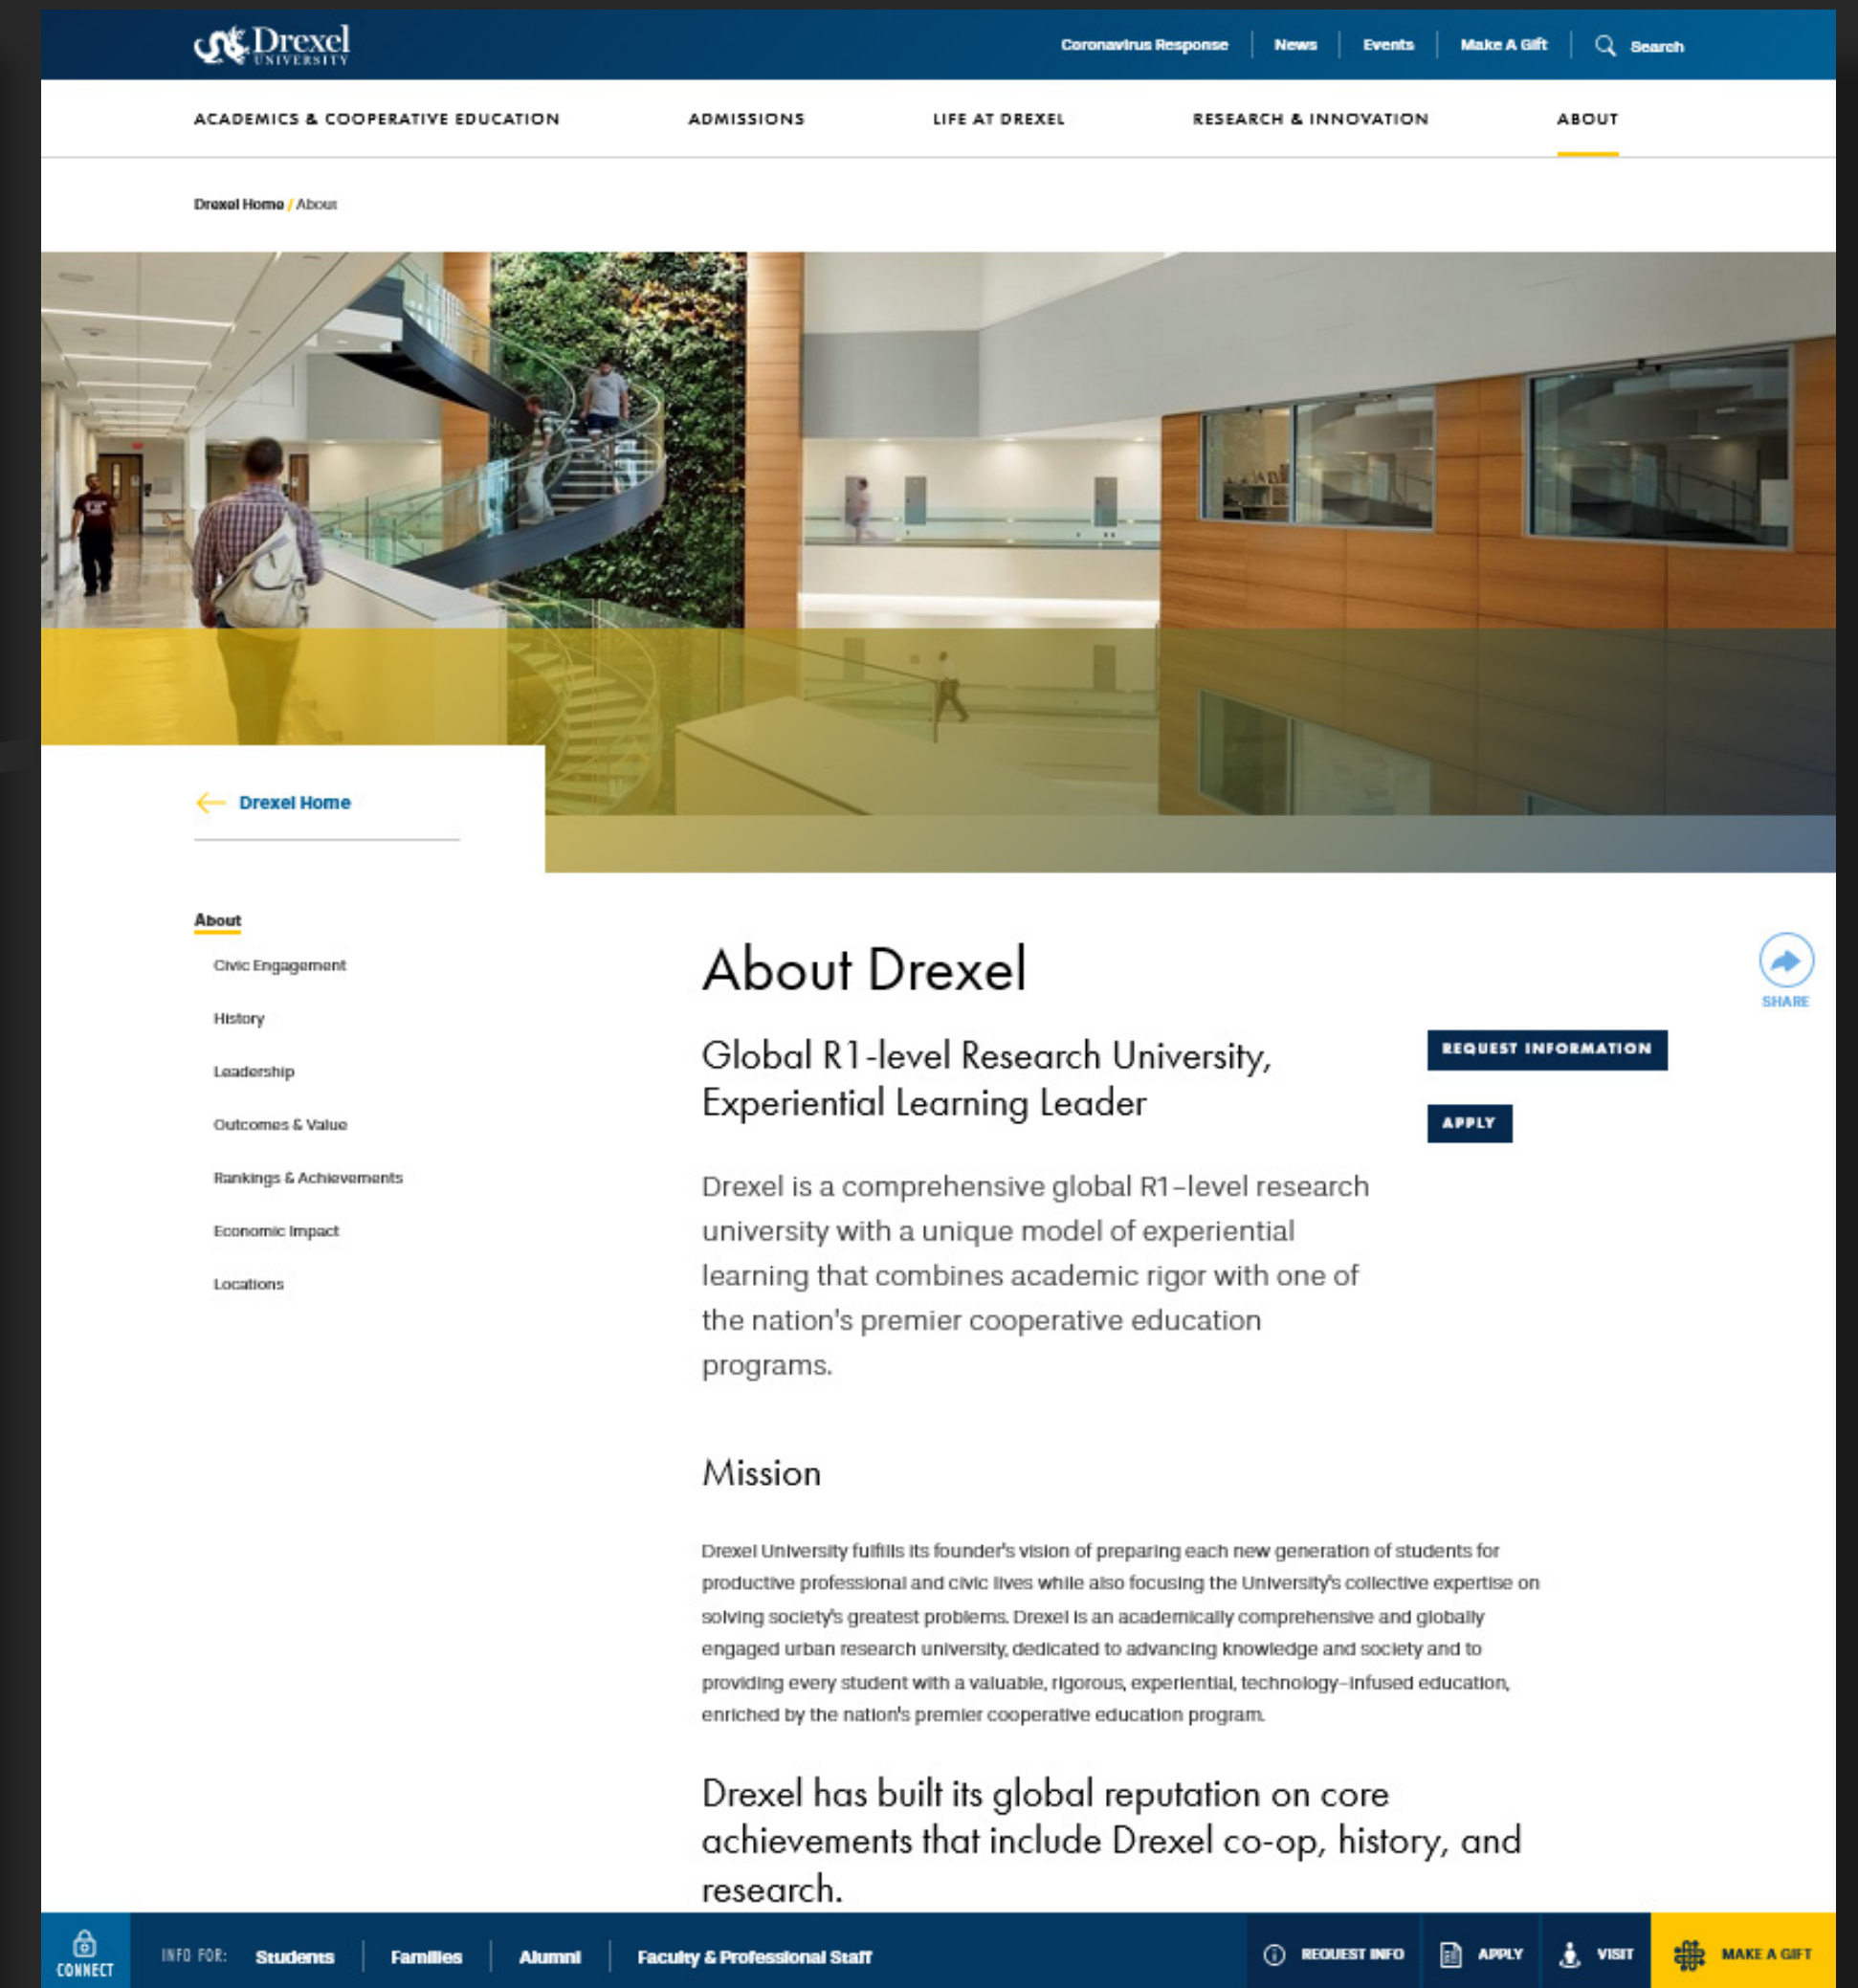 Drexel
UNIVERSITY
Coronavirus Response
News
Events
Make A Gift
Search
ACADEMICS & COOPERATIVE EDUCATION
ADMISSIONS
LIFE AT DREXEL
RESEARCH & INNOVATION
ABOUT
Drexel Home / About
Drexel Home
About
Civic Engagement
History
Leadership
Outcomes & Value
Rankings & Achievements
Economic Impact
Locations
About Drexel
SHARE
Global R1-level Research University,
Experiential Learning Leader
REQUEST INFORMATION
APPLY
Drexel is a comprehensive global R1-level research
university with a unique model of experiential
learning that combines academic rigor with one of
the nation's premier cooperative education
programs.
Mission
Drexel University fulfills its founder's vision of preparing each new generation of students for
productive professional and civic lives while also focusing the University's collective expertise on
solving society's greatest problems. Drexel is an academically comprehensive and globally
engaged urban research university, dedicated to advancing knowledge and society and to
providing every student with a valuable, rigorous, experiential, technology-infused education,
enriched by the nation's premier cooperative education program.
Drexel has built its global reputation on core
achievements that include Drexel co-op, history, and
research.
CONNECT
INFO FOR:
Students
Families
Alumni
Faculty & Professional Staff
REQUEST INFO
APPLY
VISIT
MAKE A GIFT